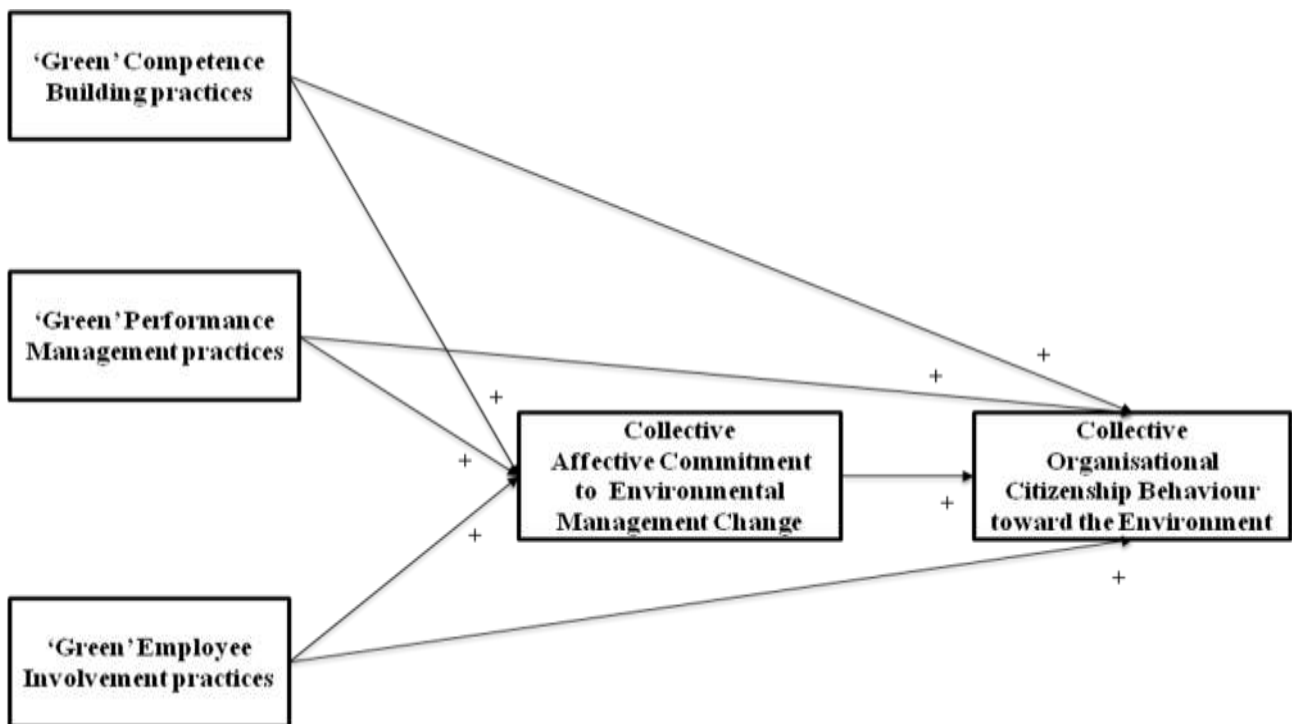 ‘Green’ Competence
Building practices
‘Green’ Performance
Management practices
‘Green’ Employee
Involvement practices
Collective
Affective Commitment
to Environmental
Management Change
Collective
Organisational
Citizenship Behaviour
toward the Environment
+
+
+
+
+
+
+